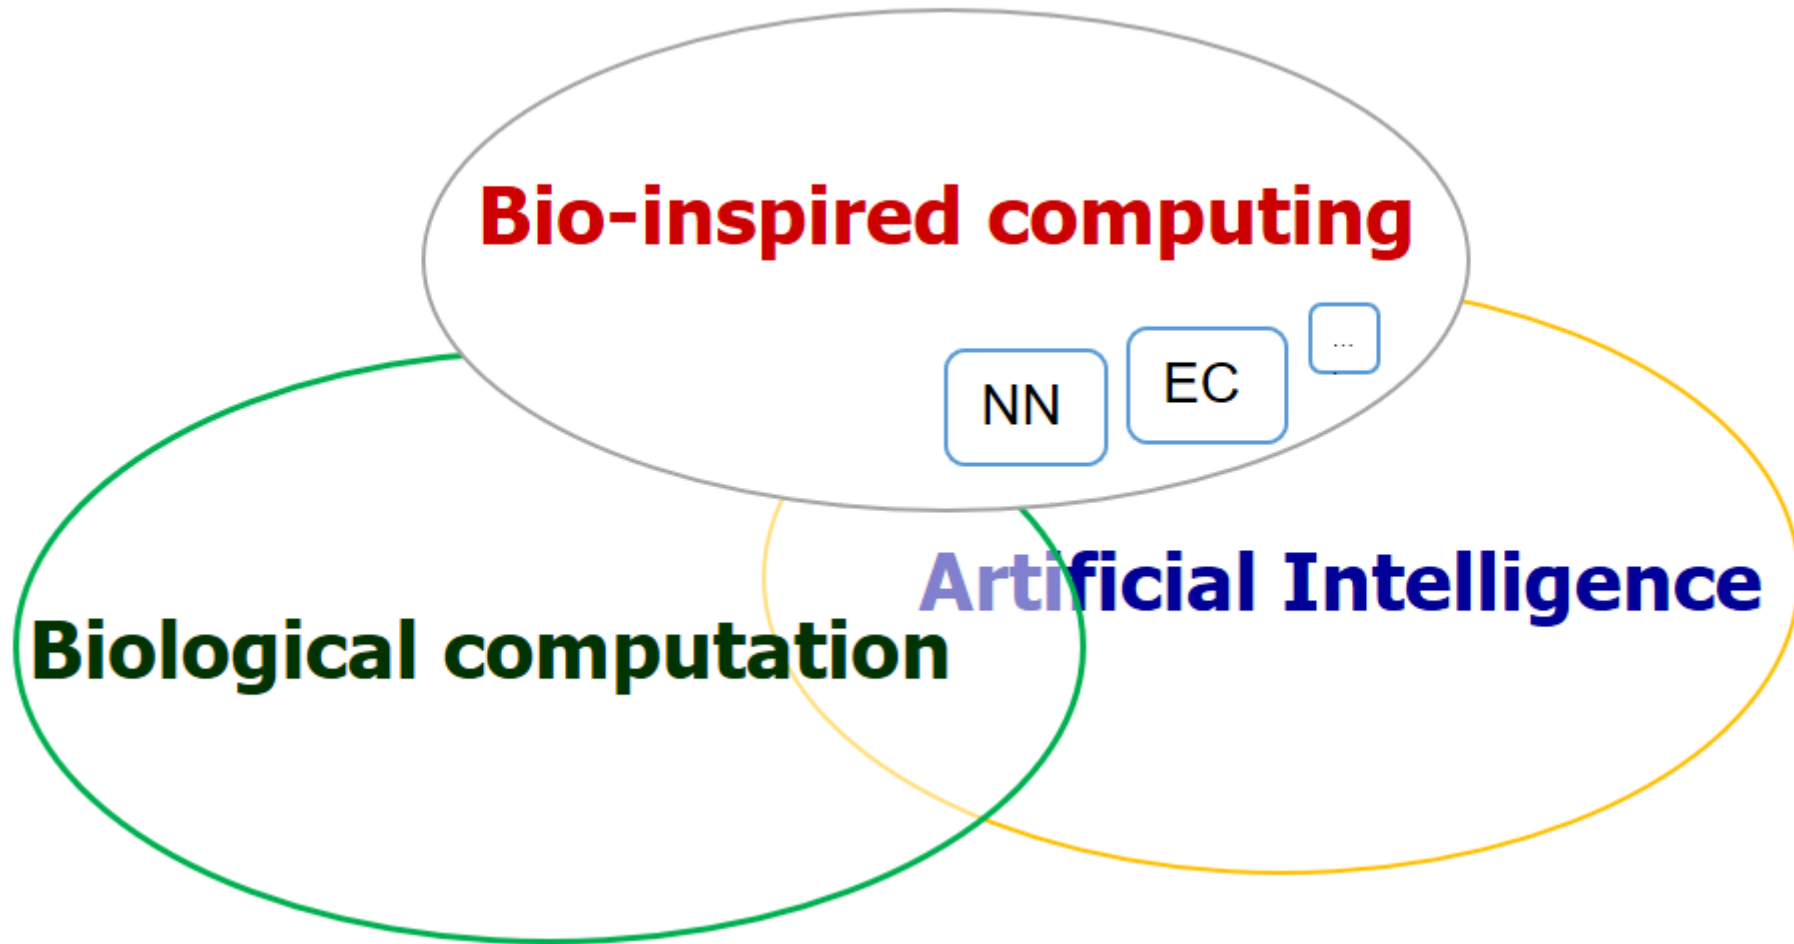 Bio-inspired computing
...
EC
NN
Artificial Intelligence
Biological computation